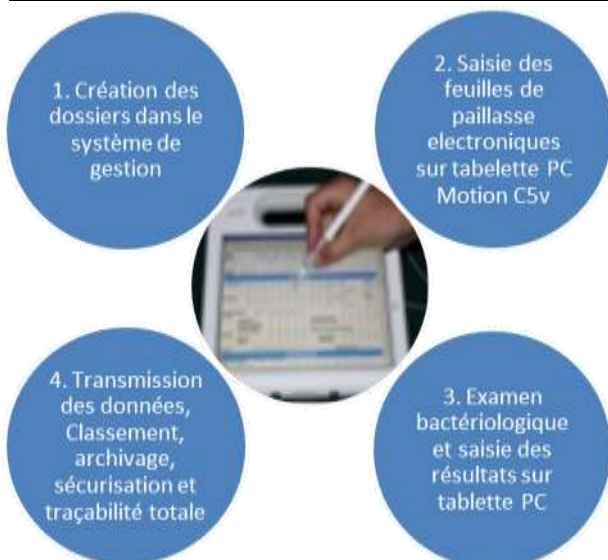 1. Création des
dossiers dans le
système de
gestion
2. Saisie des
feuilles de
paillasse
electroniques
sur tabelette PC
Motion C5v
3. Examen
bactériologique
et saisie des
résultats sur
tablette PC
4. Transmission
des données,
Classement,
archivage,
sécurisation et
traçabilité totale